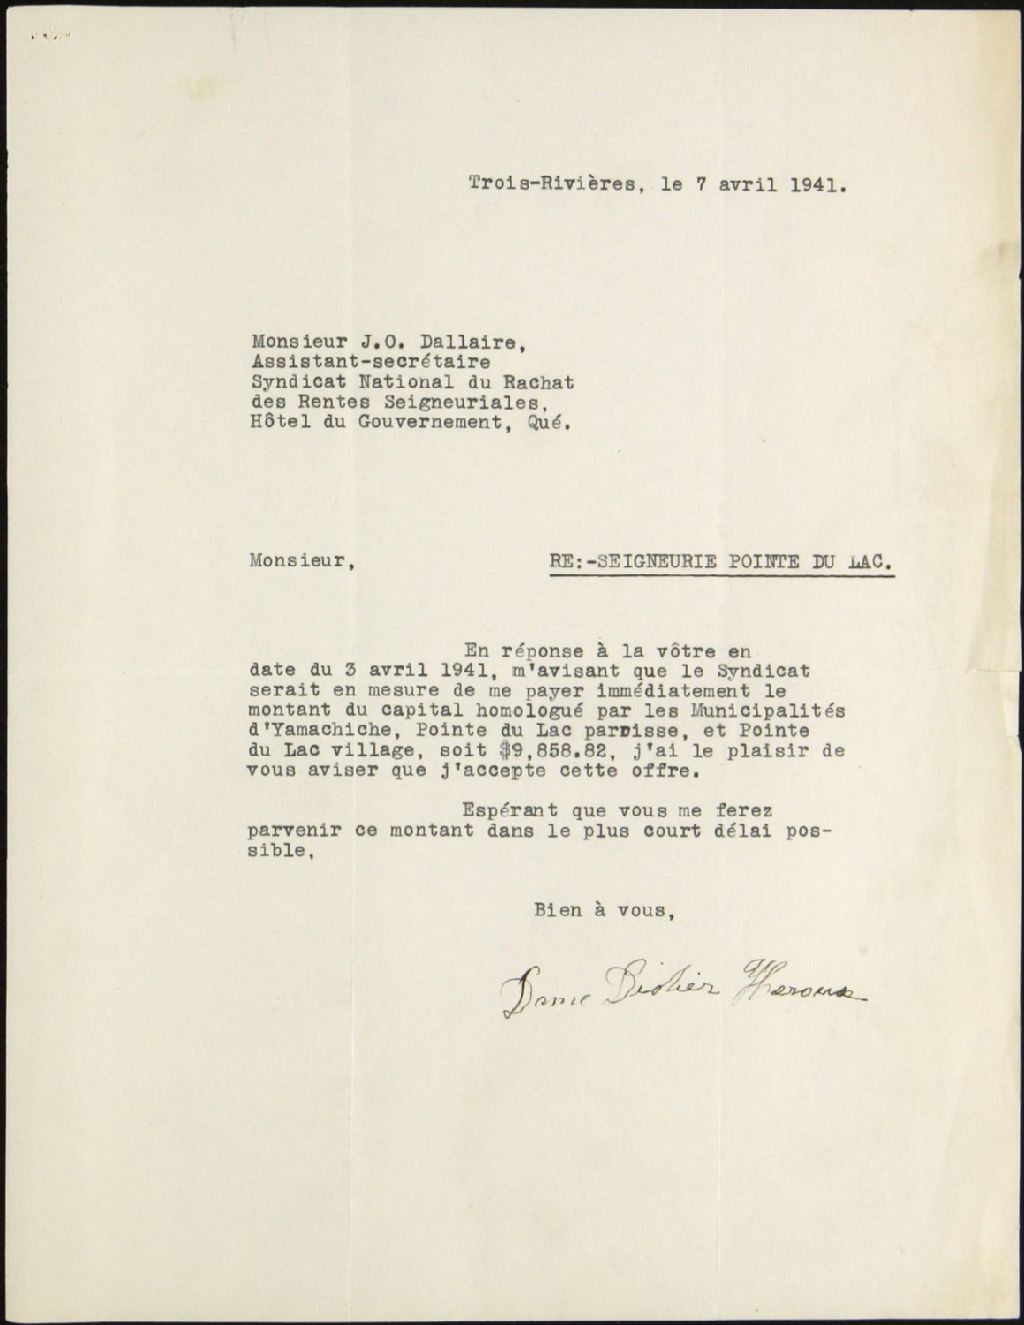 Trois-Rivières, le 7 avril 1941.
Monsieur J.O. Dallaire,
Assistant-secrétaire
Syndicat National du Rachat
des Rentes Seigneuriales,
Hôtel du Gouvernement, Qué.
Monsieur, RE:-SEIGNEURIE POINTE DU LAC.
En réponse à la vôtre en
date du 3 avril 1941, m'avisant que le Syndicat
serait en mesure de me payer immédiatement le
montant du capital homologué par les Municipalités
d'Yamachiche, Pointe du Lac paroisse, et Pointe
du Lac village, soit $9,858.82, j'ai le plaisir de
vous aviser que j'accepte cette offre.
Espérant que vous me ferez
parvenir ce montant dans le plus court délai pos-
sible,
Bien à vous,
Dame Didier Heroux